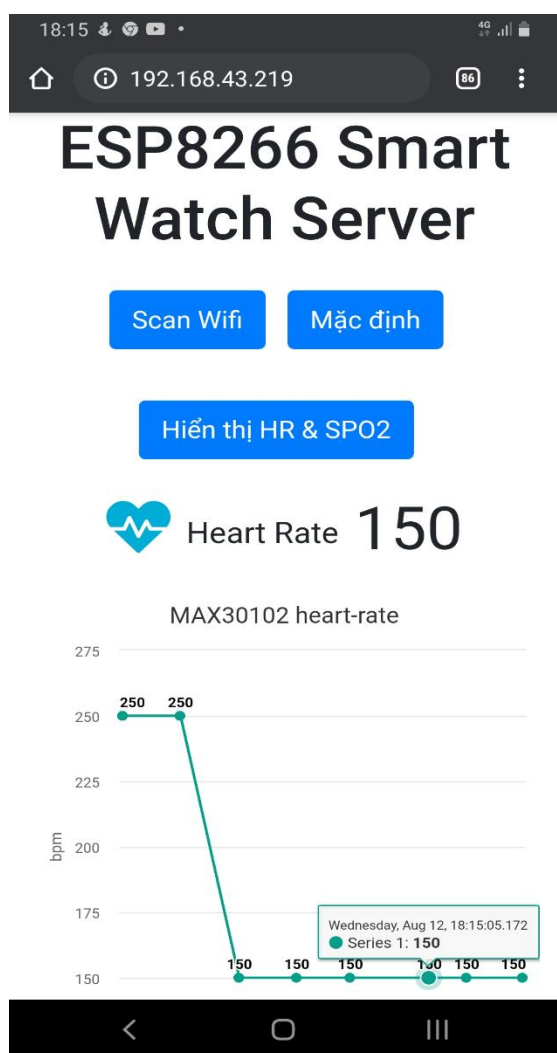 18:15
4G
192.168.43.219
86
ESP8266 Smart
Watch Server
Scan Wifi
Mặc định
Hiển thị HR & SPO2
Heart Rate 150
MAX30102 heart-rate
275
250
225
200
175
150
bpm
250 250
Wednesday, Aug 12, 18:15:05.172
Series 1: 150
150 150 150 150 150 150